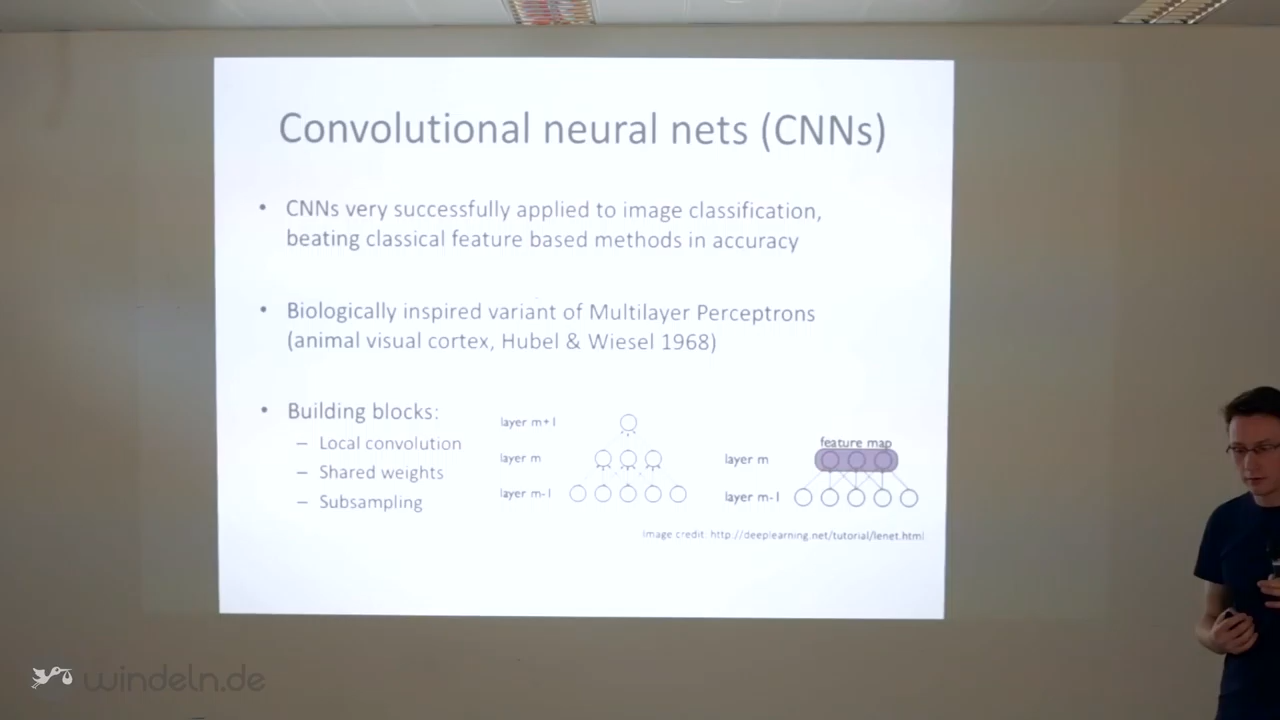 Convolutional neural nets (CNNs)
• CNNs very successfully applied to image classification,
beating classical feature based methods in accuracy
• Biologically inspired variant of Multilayer Perceptrons
(animal visual cortex, Hubel & Wiesel 1968)
• Building blocks:
– Local convolution
– Shared weights
– Subsampling
layer m+1
layer m
layer m-1
feature map
layer m
layer m-1
Image credit: http://deeplearning.net/tutorial/lenet.html
windeln.de